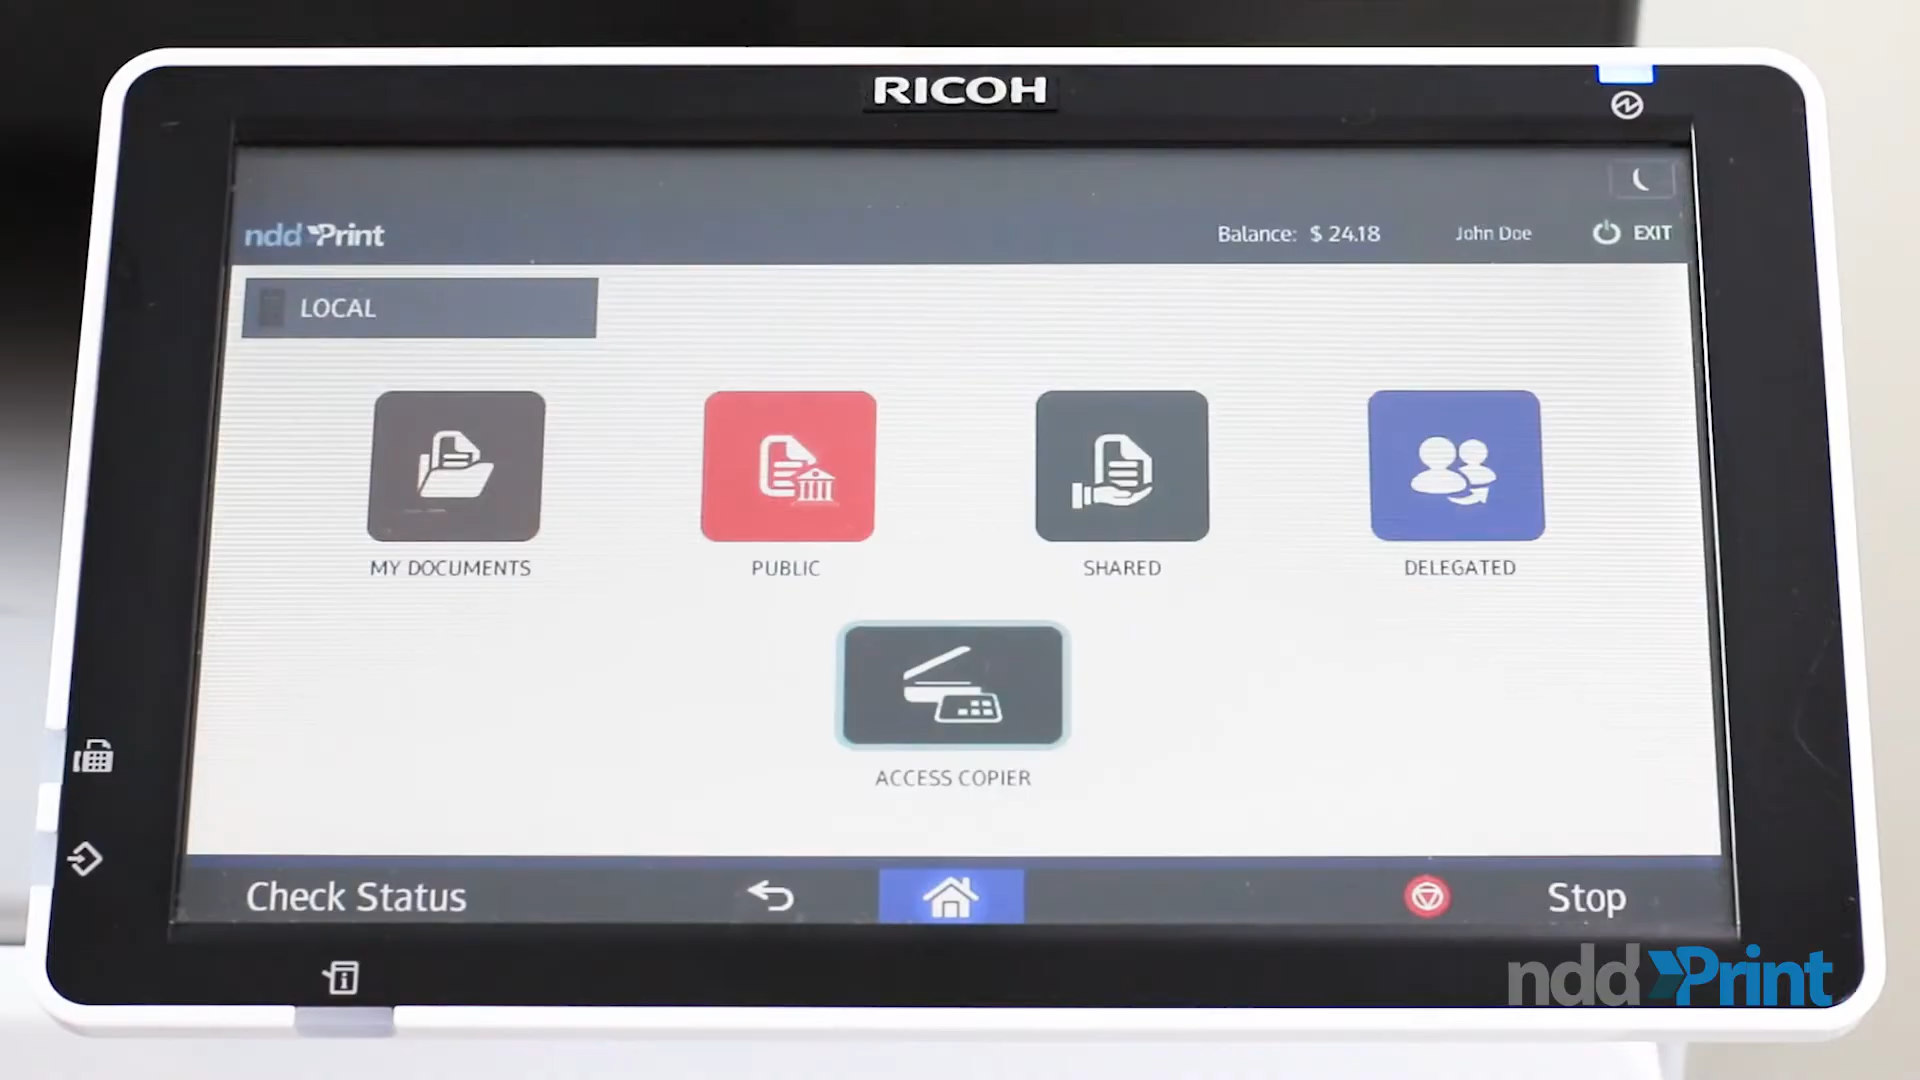 RICOH
ndd Print
Balance: $ 24.18
John Doe
EXIT
LOCAL
MY DOCUMENTS
PUBLIC
SHARED
DELEGATED
ACCESS COPIER
Check Status
Stop
ndd Print